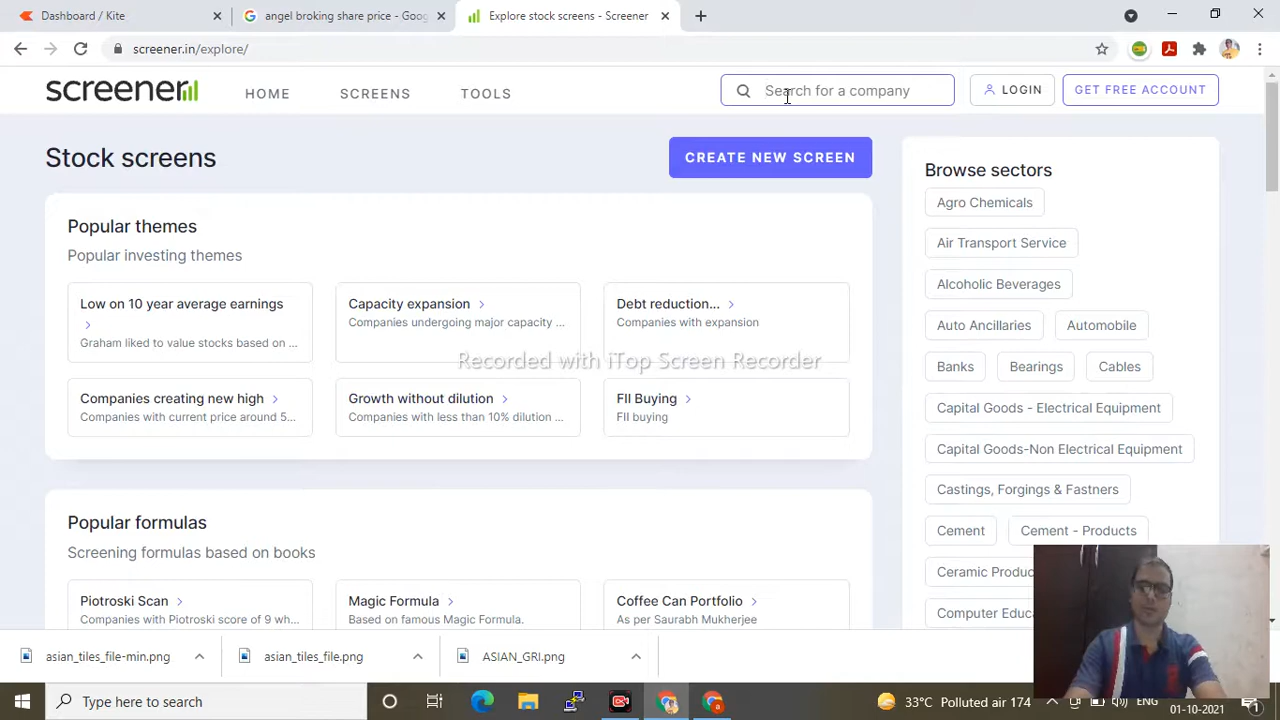 Dashboard / Kite
angel broking share price - Goog
Explore stock screens - Screener
screener.in/explore/
screener
HOME
SCREENS
TOOLS
Search for a company
LOGIN
GET FREE ACCOUNT
Stock screens
CREATE NEW SCREEN
Popular themes
Popular investing themes
Low on 10 year average earnings
Graham liked to value stocks based on ...
Capacity expansion
Companies undergoing major capacity ...
Debt reduction...
Companies with expansion
Recorded with iTop Screen Recorder
Companies creating new high
Companies with current price around 5...
Growth without dilution
Companies with less than 10% dilution ...
FII Buying
FII buying
Popular formulas
Screening formulas based on books
Piotroski Scan
Companies with Piotroski score of 9 wh...
Magic Formula
Based on famous Magic Formula.
Coffee Can Portfolio
As per Saurabh Mukherjee
Browse sectors
Agro Chemicals
Air Transport Service
Alcoholic Beverages
Auto Ancillaries
Automobile
Banks
Bearings
Cables
Capital Goods - Electrical Equipment
Capital Goods-Non Electrical Equipment
Castings, Forgings & Fastners
Cement
Cement - Products
Ceramic Produc
Computer Educa
asian_tiles_file-min.png
asian_tiles_file.png
ASIAN_GRI.png
Type here to search
33°C Polluted air 174
ENG
01-10-2021